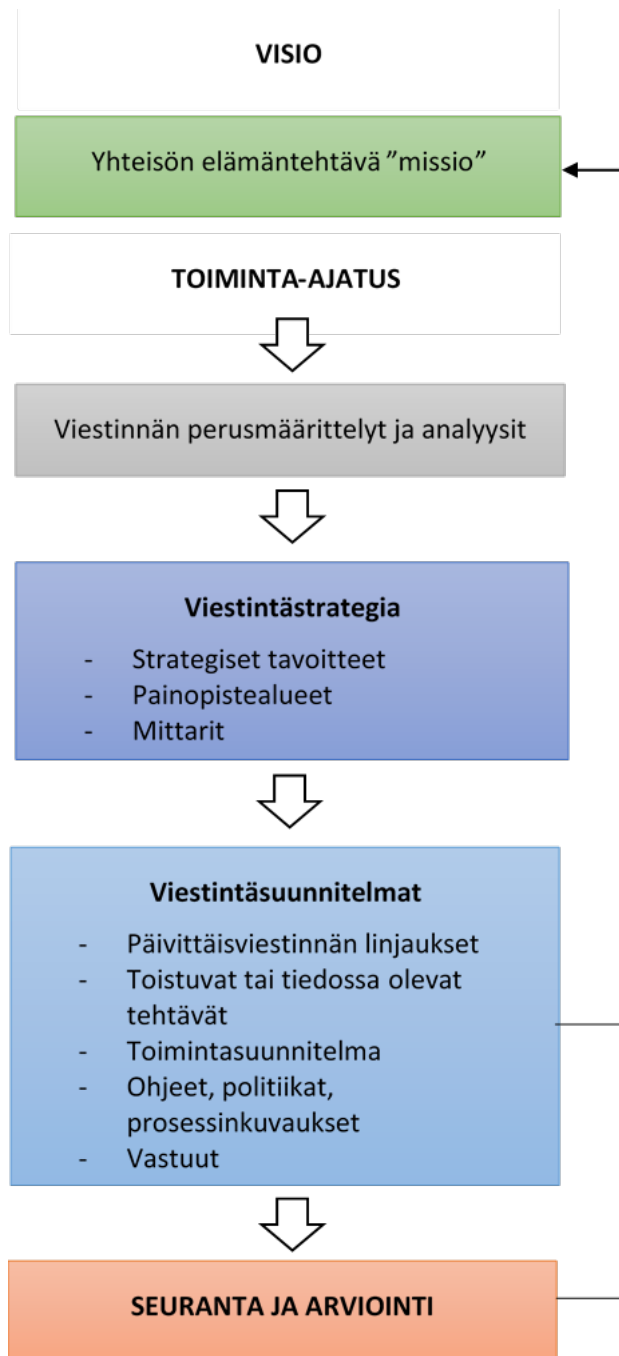 VISIO
Yhteisön elämäntehtävä ”missio”
TOIMINTA-AJATUS
Viestinnän perusmäärittelyt ja analyysit
Viestintästrategia
- Strategiset tavoitteet
- Painopistealueet
- Mittarit
Viestintäsuunnitelmat
- Päivittäisviestinnän linjaukset
- Toistuvat tai tiedossa olevat
tehtävät
- Toimintasuunnitelma
- Ohjeet, politiikat,
prosessinkuvaukset
- Vastuut
SEURANTA JA ARVIOINTI